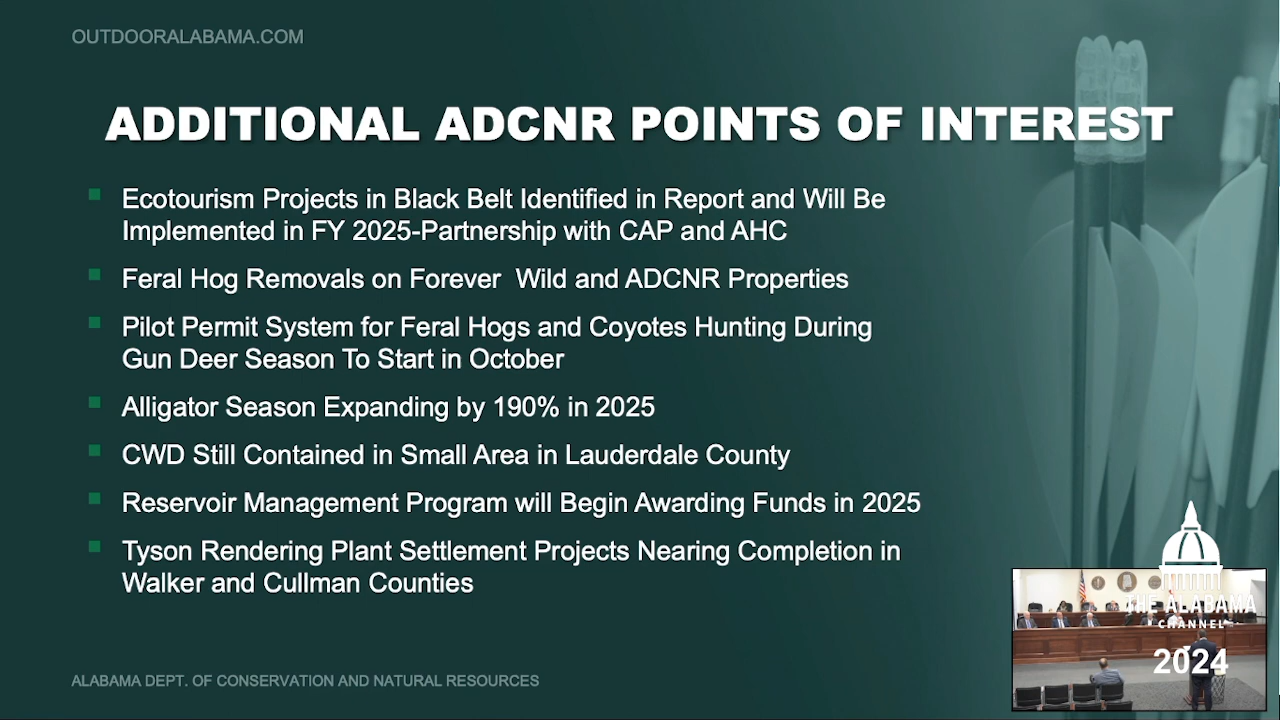 OUTDOORALABAMA.COM
ADDITIONAL ADCNR POINTS OF INTEREST
Ecotourism Projects in Black Belt Identified in Report and Will Be
Implemented in FY 2025-Partnership with CAP and AHC
Feral Hog Removals on Forever  Wild and ADCNR Properties
Pilot Permit System for Feral Hogs and Coyotes Hunting During
Gun Deer Season To Start in October
Alligator Season Expanding by 190% in 2025
CWD Still Contained in Small Area in Lauderdale County
Reservoir Management Program will Begin Awarding Funds in 2025
Tyson Rendering Plant Settlement Projects Nearing Completion in
Walker and Cullman Counties
THE ALABAMA
CHANNEL
2024
ALABAMA DEPT. OF CONSERVATION AND NATURAL RESOURCES